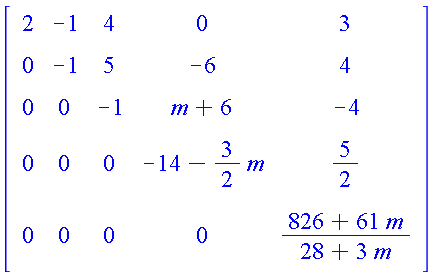 2 -1 4 0 3
0 -1 5 -6 4
0 0 -1 m + 6 -4
0 0 0 -14 - 3/2 m 5/2
0 0 0 0 (826 + 61 m)/(28 + 3 m)